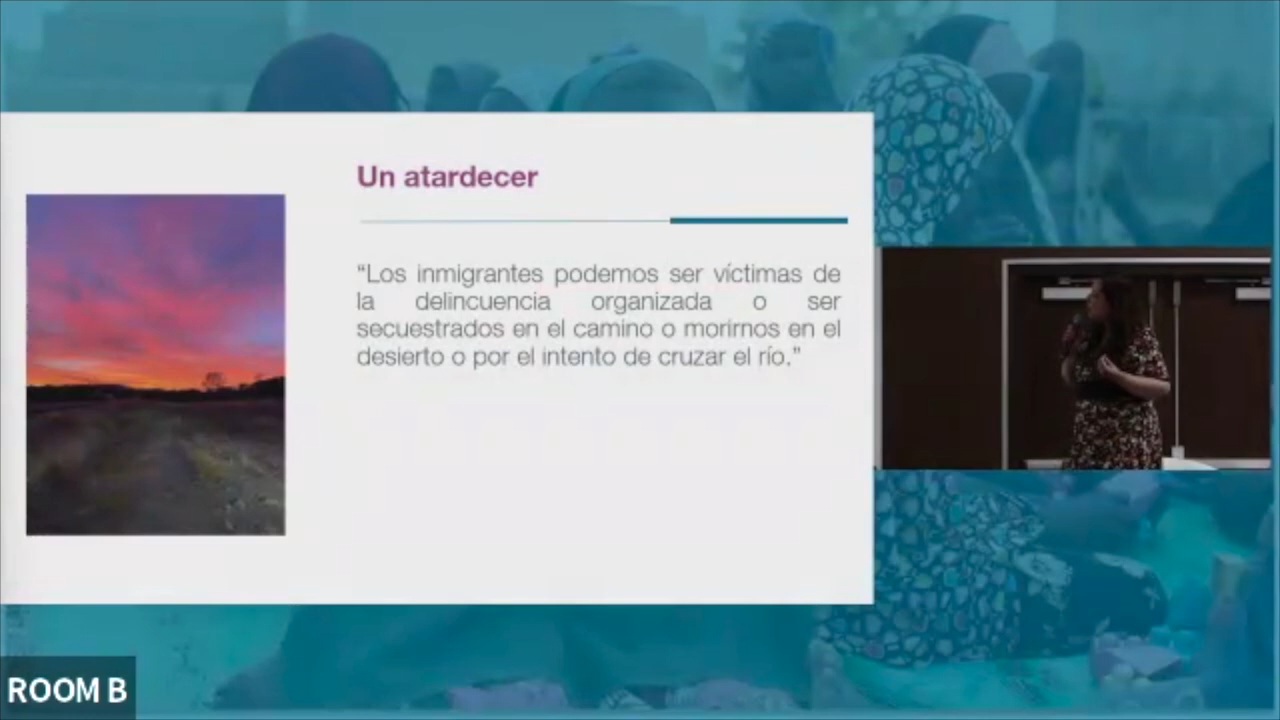 Un atardecer
“Los inmigrantes podemos ser víctimas de
la delincuencia organizada o ser
secuestrados en el camino o morirnos en el
desierto o por el intento de cruzar el río.”
ROOM B